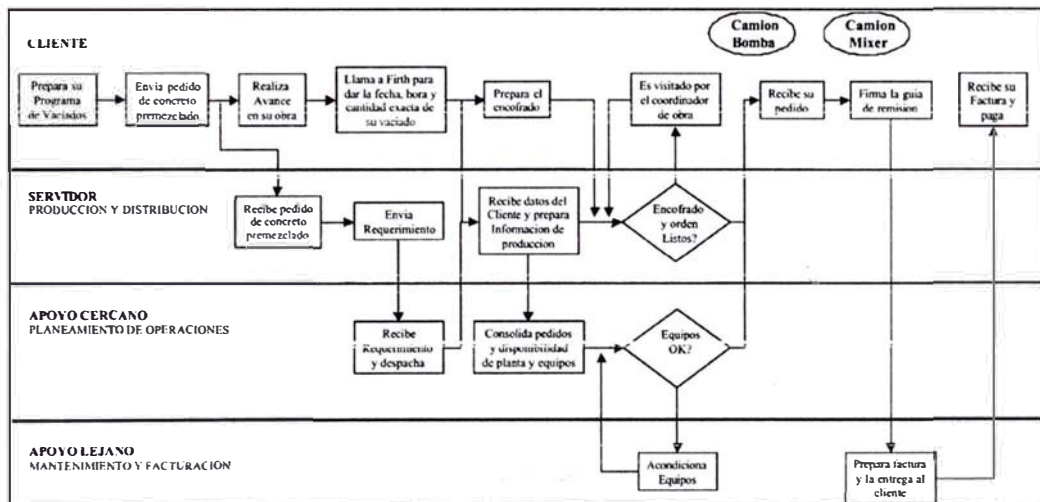 CLIENTE
Camion
Bomba
Camion
Mixer
Prepara su
Programa
de Vaciados
Envia pedido
de concreto
premezclado
Realiza
Avance
en su obra
Llama a Firth para
dar la fecha, hora y
cantidad exacta de
su vaciado
Prepara el
encofrado
Es visitado por
el coordinador
de obra
Recibe su
pedido
Firma la guia
de remision
Recibe su
Factura y
paga
SERVIDOR
PRODUCCION Y DISTRIBUCION
Recibe pedido
de concreto
premezclado
Envia
Requerimiento
Recibe datos del
Cliente y prepara
Informacion de
produccion
Encofrado
y orden
Listos?
APOYO CERCANO
PLANEAMIENTO DE OPERACIONES
Recibe
Requerimiento
y despacha
Consolida pedidos
y disponibilidad
de planta y equipos
Equipos
OK?
APOYO LEJANO
MANTENIMIENTO Y FACTURACIÓN
Acondiciona
Equipos
Prepara factura
y la entrega al
cliente